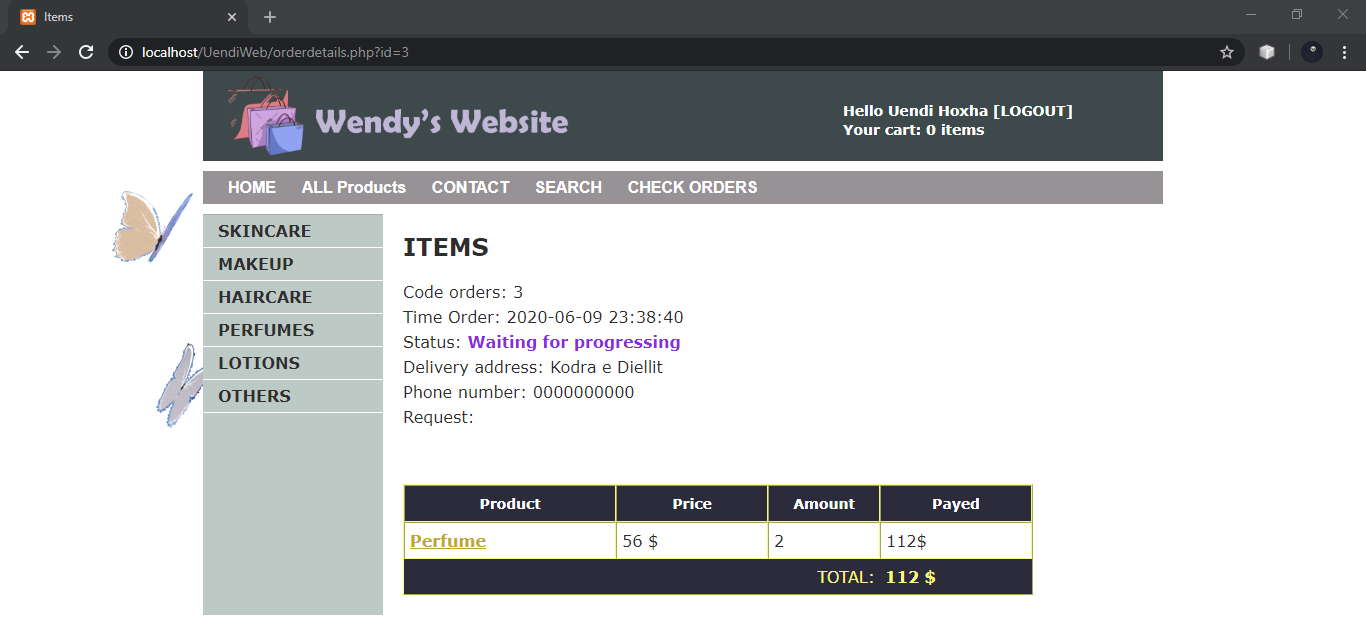 Items
localhost/UendiWeb/orderdetails.php?id=3
Wendy's Website
Hello Uendi Hoxha [LOGOUT]
Your cart: 0 items
HOME ALL Products CONTACT SEARCH CHECK ORDERS
SKINCARE
MAKEUP
HAIRCARE
PERFUMES
LOTIONS
OTHERS
ITEMS
Code orders: 3
Time Order: 2020-06-09 23:38:40
Status: Waiting for progressing
Delivery address: Kodra e Diellit
Phone number: 0000000000
Request:
Product Price Amount Payed
Perfume 56 $ 2 112$
TOTAL: 112 $